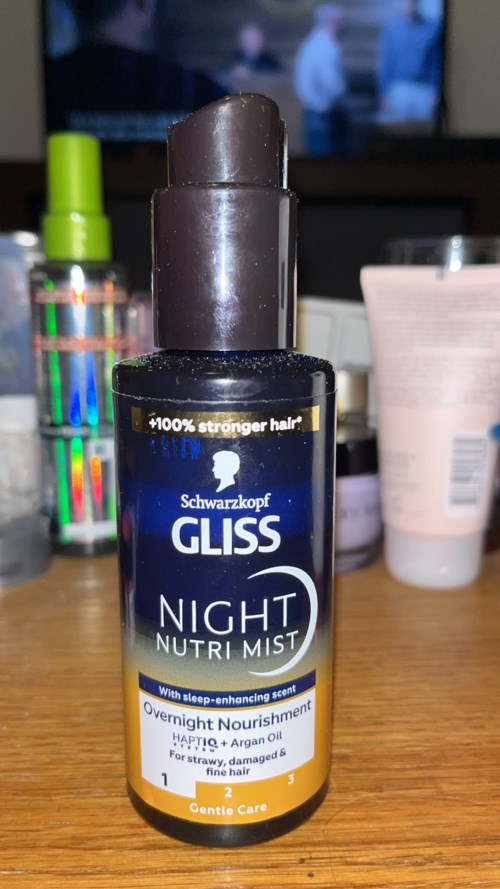 +100% stronger hair*
Schwarzkopf
GLISS
NIGHT
NUTRI MIST
With sleep-enhancing scent
Overnight Nourishment
HAPTIQ + Argan Oil
SYSTEM
For strawy, damaged &
fine hair
1 2 3
Gentle Care